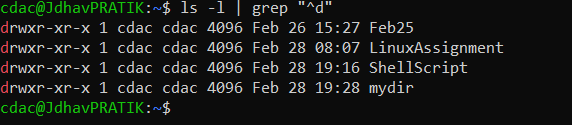 cdac@JdhavPRATIK:~$ ls -l | grep "^d"
drwxr-xr-x 1 cdac cdac 4096 Feb 26 15:27 Feb25
drwxr-xr-x 1 cdac cdac 4096 Feb 28 08:07 LinuxAssignment
drwxr-xr-x 1 cdac cdac 4096 Feb 28 19:16 ShellScript
drwxr-xr-x 1 cdac cdac 4096 Feb 28 19:28 mydir
cdac@JdhavPRATIK:~$